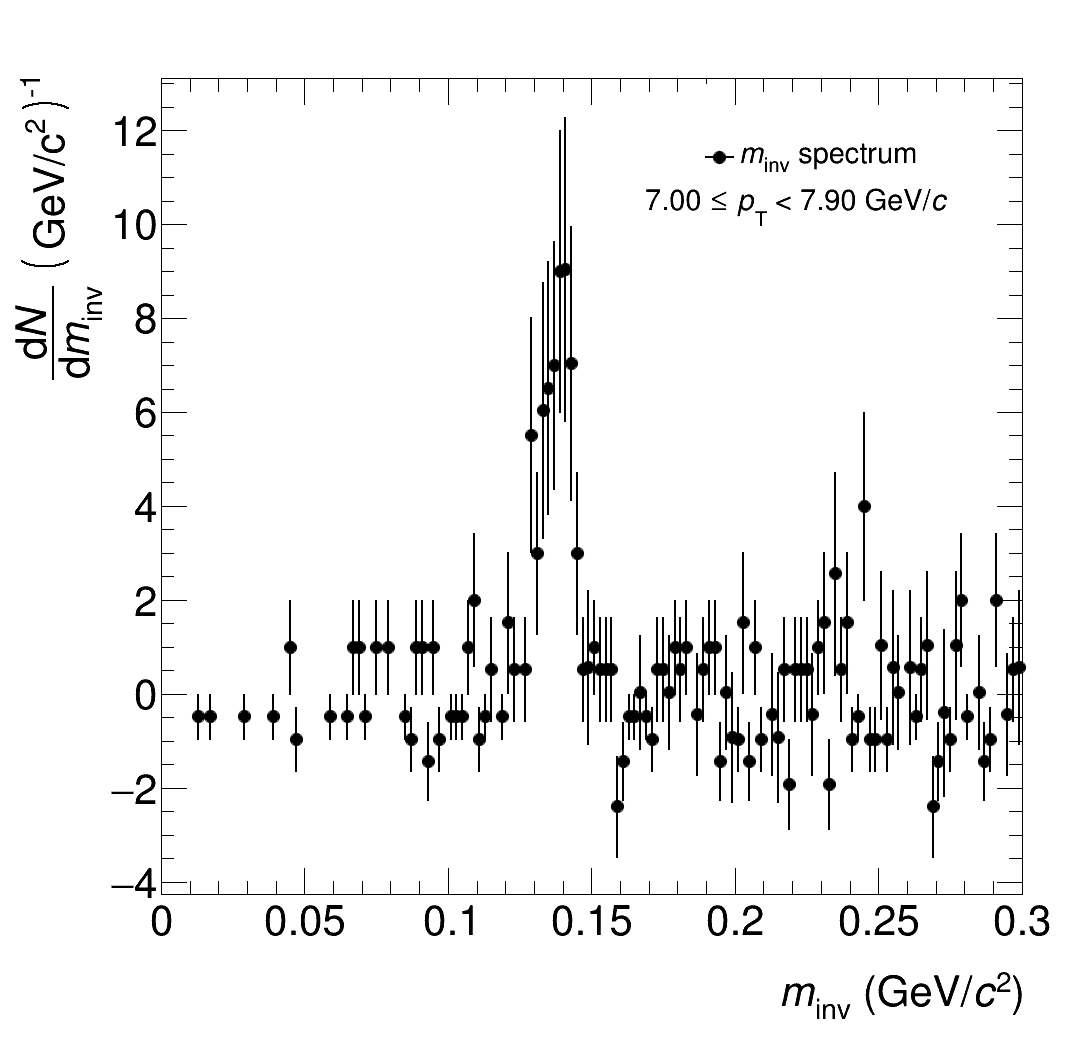 dN
dm_inv
(GeV/c²)⁻¹
m_inv spectrum
7.00 ≤ p_T < 7.90 GeV/c
12
10
8
6
4
2
0
−2
−4
0 0.05 0.1 0.15 0.2 0.25 0.3
m_inv (GeV/c²)